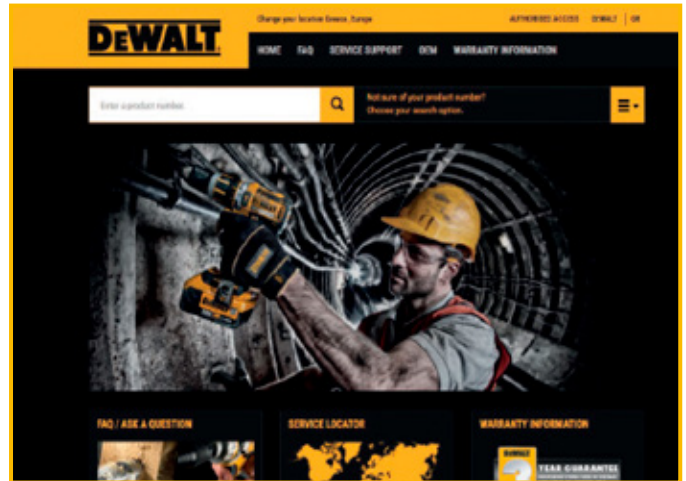 DEWALT
Change your location Greece, Europe
AUTHORISED ACCESS DEWALT | GR
HOME FAQ SERVICE SUPPORT OEM WARRANTY INFORMATION
Enter a product number.
Not sure of your product number?
Choose your search option.
DEWALT
FAQ / ASK A QUESTION
SERVICE LOCATOR
WARRANTY INFORMATION
DEWALT
YEAR GUARANTEE